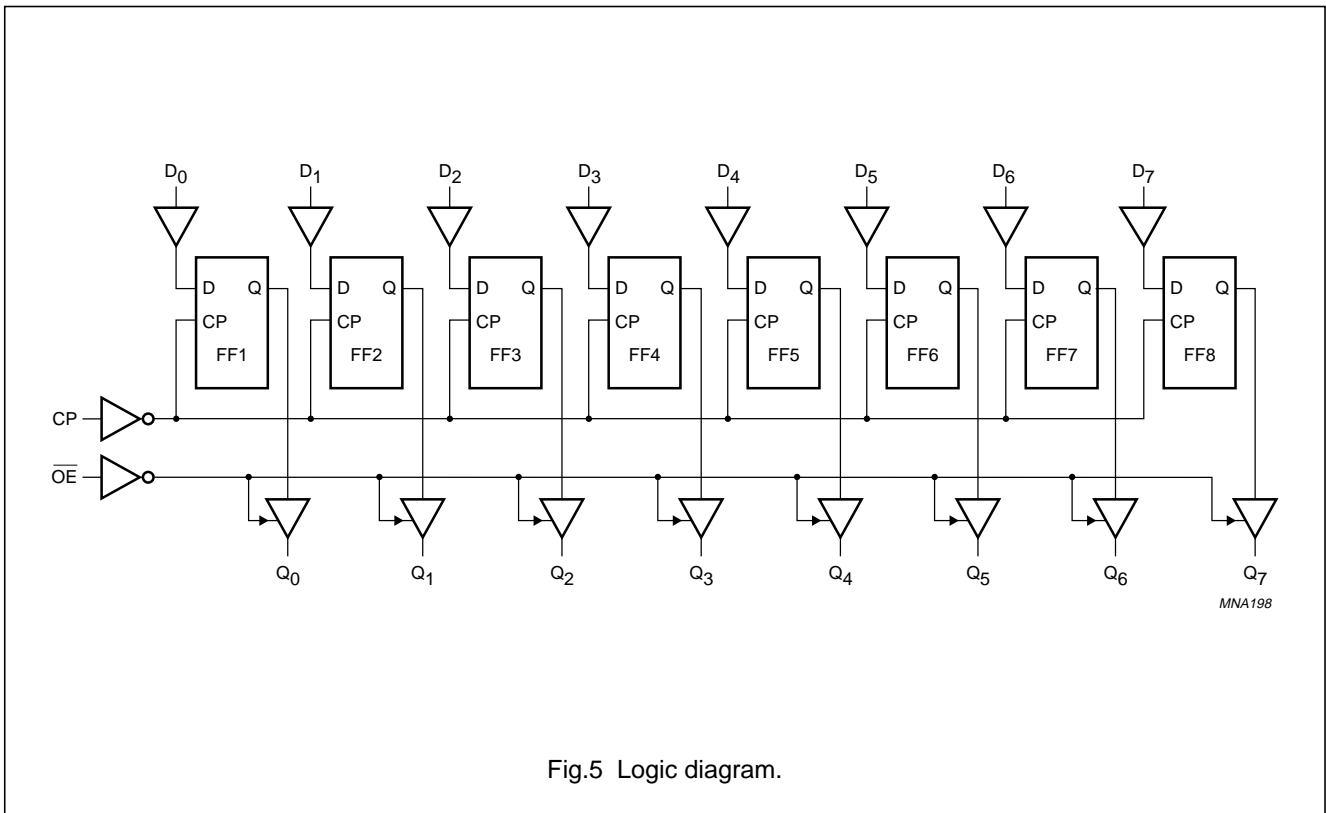 D0 D1 D2 D3 D4 D5 D6 D7
D Q D Q D Q D Q D Q D Q D Q D Q
CP CP CP CP CP CP CP CP
FF1 FF2 FF3 FF4 FF5 FF6 FF7 FF8
CP
OE
Q0 Q1 Q2 Q3 Q4 Q5 Q6 Q7
MNA198
Fig.5 Logic diagram.